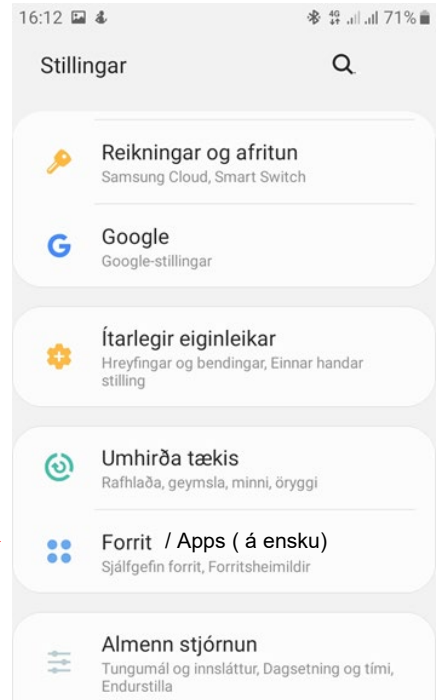 16:12 4G 71%
Stillingar
Reikningar og afritun
Samsung Cloud, Smart Switch
Google
Google-stillingar
Ítarlegir eiginleikar
Hreyfingar og bendingar, Einnar handar
stilling
Umhirða tækis
Rafhlaða, geymsla, minni, öryggi
Forrit / Apps ( á ensku)
Sjálfgefin forrit, Forritsheimildir
Almenn stjórnun
Tungumál og innsláttur, Dagsetning og tími,
Endurstilla